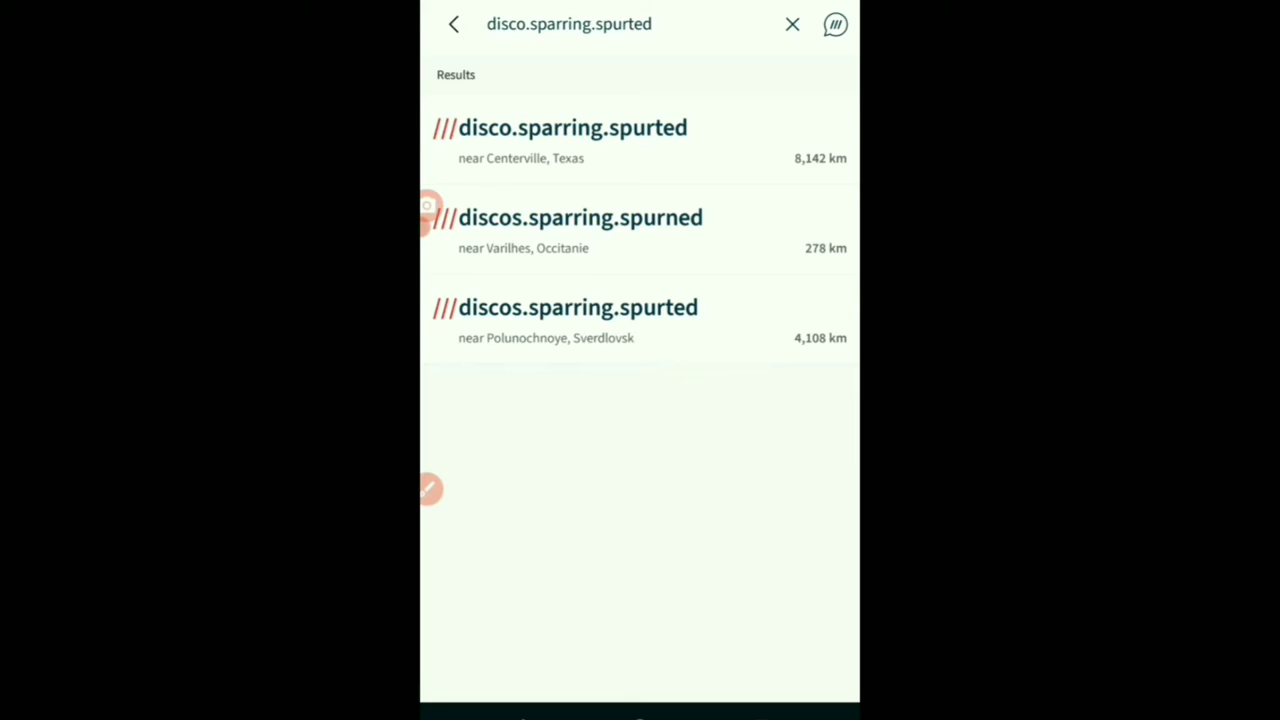 disco.sparring.spurted
Results
///disco.sparring.spurted
near Centerville, Texas 8,142 km
///discos.sparring.spurned
near Varilhes, Occitanie 278 km
///discos.sparring.spurted
near Polunochnoye, Sverdlovsk 4,108 km